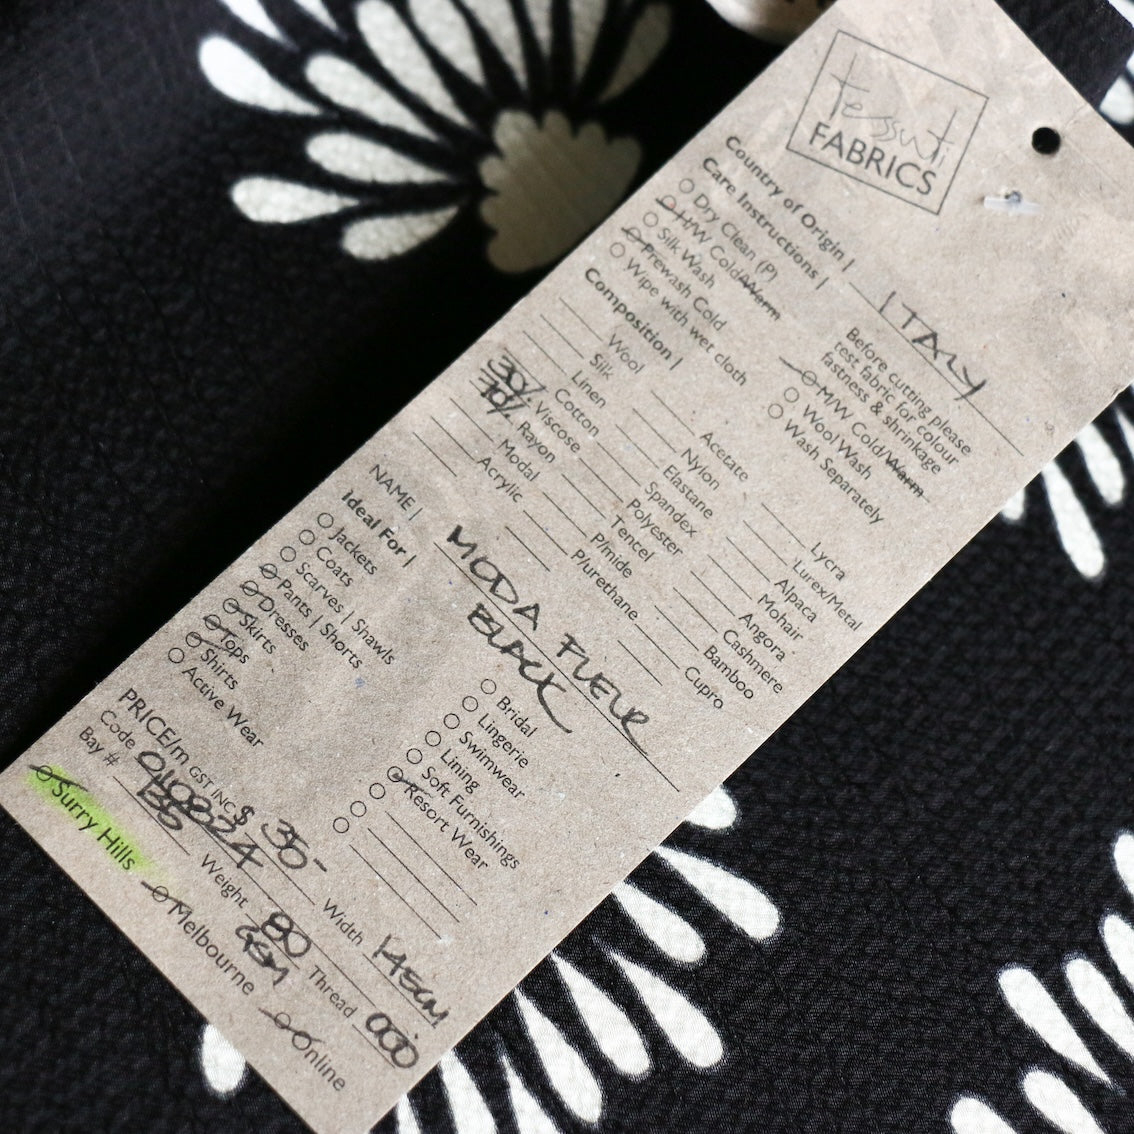 tessuti
FABRICS
Country of Origin | ITALY
Care Instructions |
Before cutting please
test fabric for colour
fastness & shrinkage
Dry Clean (P)
H/W Cold/Warm
Silk Wash
Prewash Cold
Wipe with wet cloth
M/W Cold/Warm
Wool Wash
Wash Separately
Composition |
Wool
Silk
Linen
Cotton
30% Viscose
70% Rayon
Modal
Acrylic
Acetate
Nylon
Elastane
Spandex
Polyester
Tencel
P/mide
P/urethane
Lycra
Lurex/Metal
Alpaca
Mohair
Angora
Cashmere
Bamboo
Cupro
NAME | MODA FLEUR
BLACK
Ideal For |
Jackets
Coats
Scarves | Shawls
Pants | Shorts
Dresses
Skirts
Tops
Shirts
Active Wear
Bridal
Lingerie
Swimwear
Lining
Soft Furnishings
Resort Wear
PRICE/m GST INC $ 35-
Code 0110824 Width 145CM
Bay # Weight 80 GSM Thread 000
Surry Hills Melbourne Online